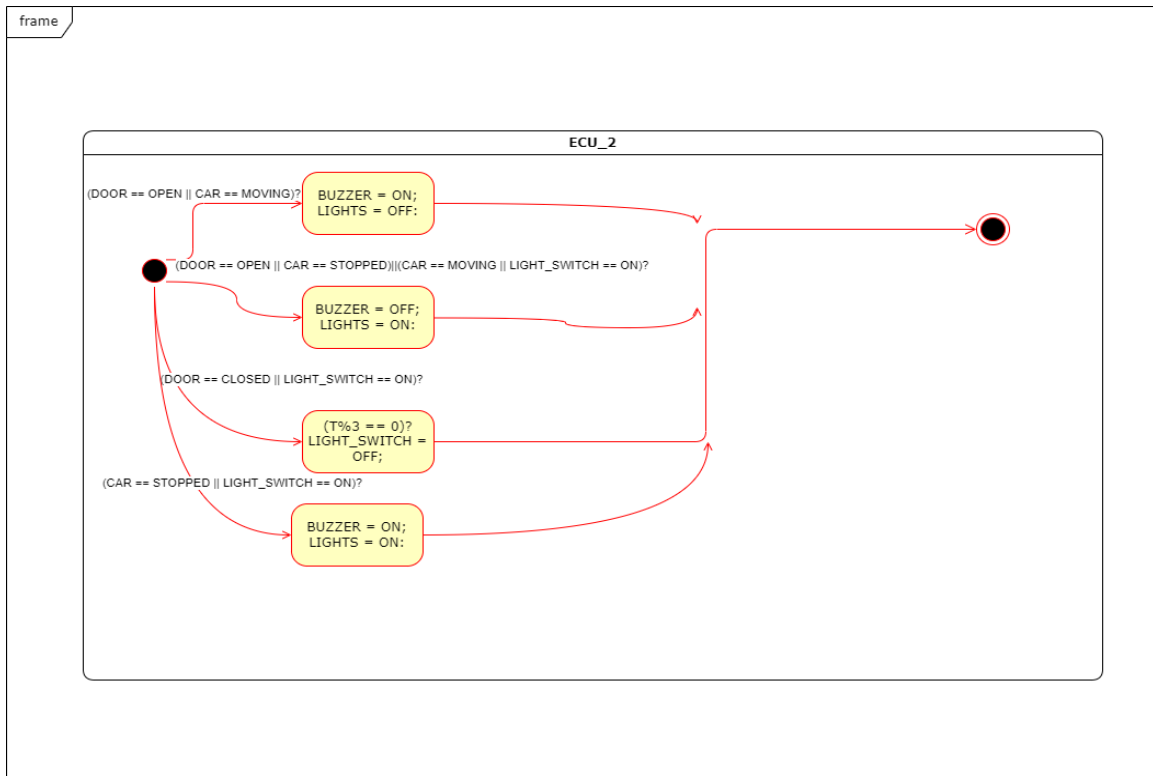 frame
ECU_2
(DOOR == OPEN || CAR == MOVING)?
BUZZER = ON;
LIGHTS = OFF:
(DOOR == OPEN || CAR == STOPPED)||(CAR == MOVING || LIGHT_SWITCH == ON)?
BUZZER = OFF;
LIGHTS = ON:
(DOOR == CLOSED || LIGHT_SWITCH == ON)?
(T%3 == 0)?
LIGHT_SWITCH =
OFF;
(CAR == STOPPED || LIGHT_SWITCH == ON)?
BUZZER = ON;
LIGHTS = ON: